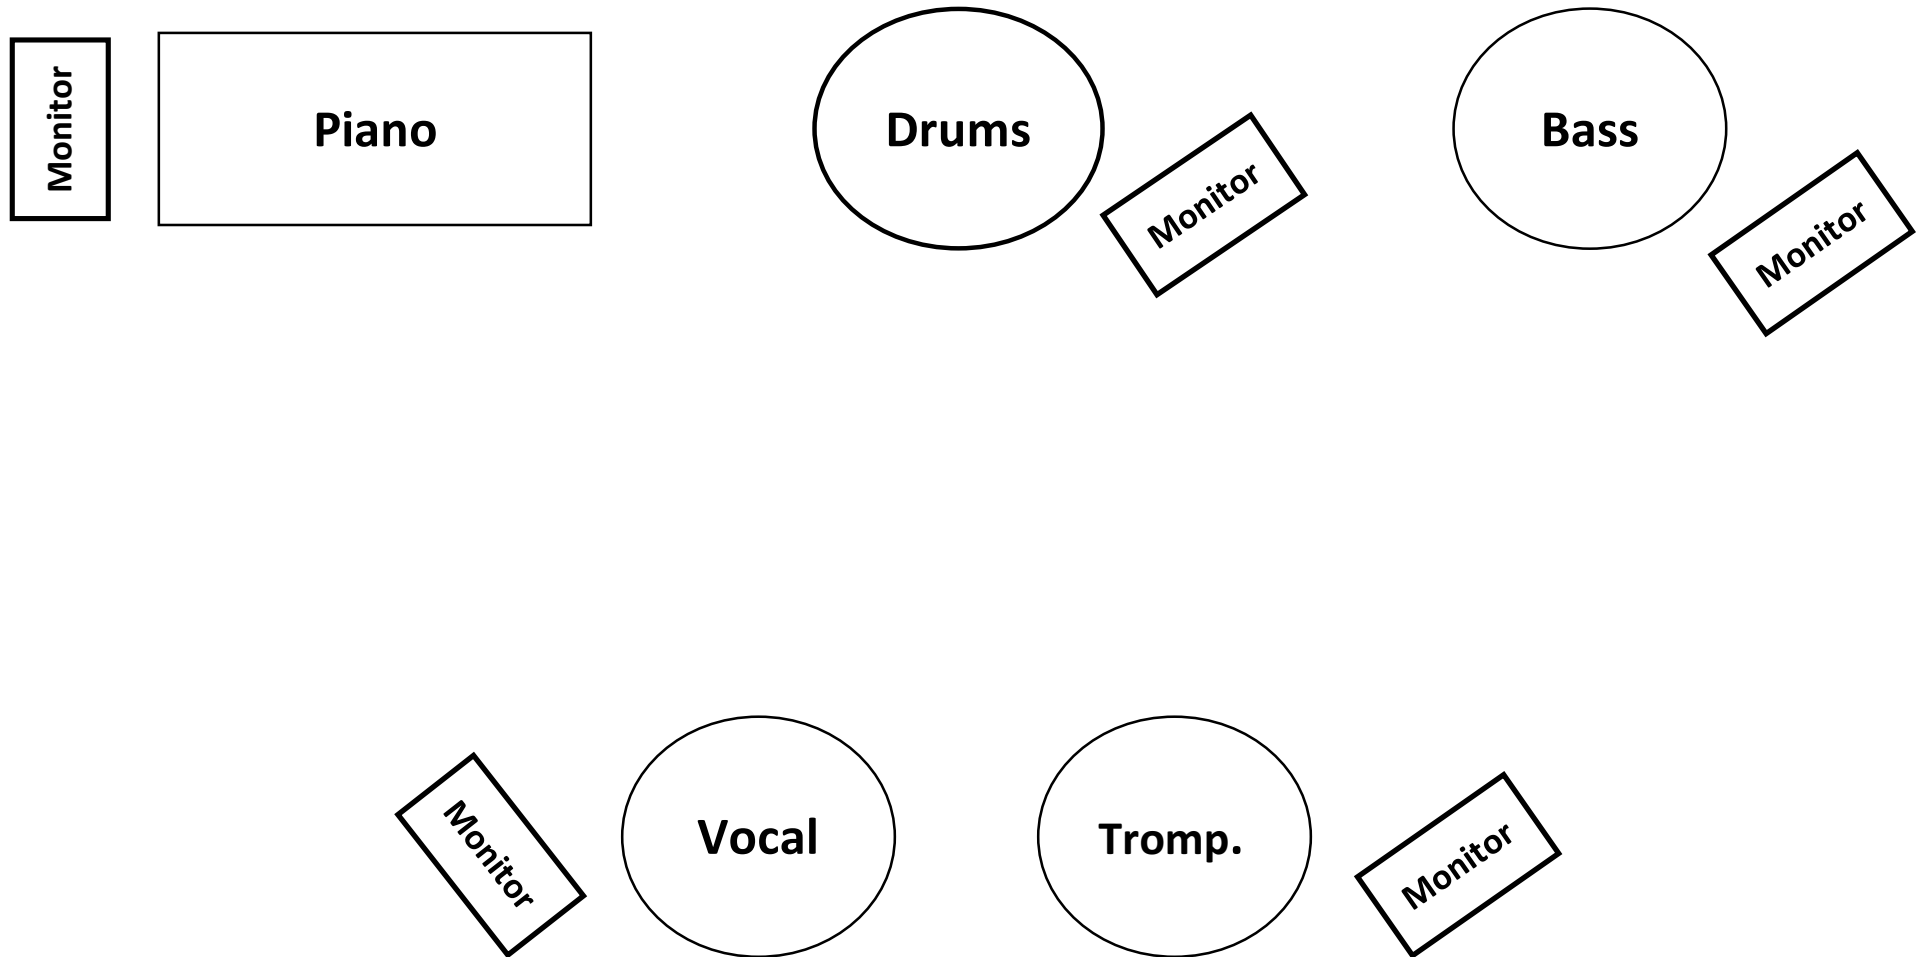 Monitor
Piano
Drums
Monitor
Bass
Monitor
Monitor
Vocal
Tromp.
Monitor